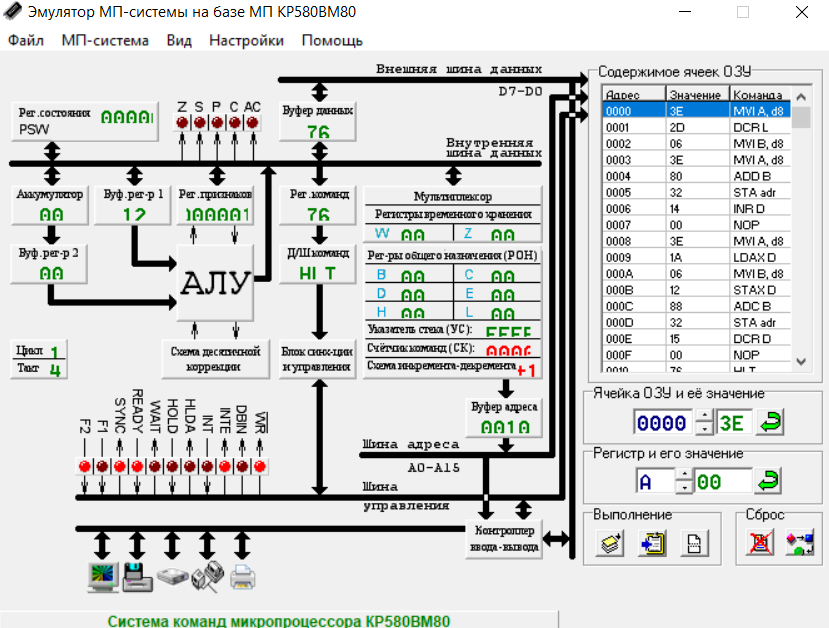 Эмулятор МП-системы на базе МП КР580ВМ80
Файл МП-система Вид Настройки Помощь
Внешняя шина данных
D7-D0
Рег.состояния
PSW
Z S P C AC
Буфер данных
76
Внутренняя
шина данных
Аккумулятор
00
Буф.рег-р 1
12
Рег.признаков
Рег.команд
76
Мультиплексор
Регистры временного хранения
W 00 Z 00
Буф.рег-р 2
00
АЛУ
Д/Ш команд
HLT
Рег-ры общего назначения (РОН)
B 00 C 00
D 00 E 00
H 00 L 00
Указатель стека (УС): FFFF
Счётчик команд (СК):
Схема инкремента-декремента +1
Цикл 1
Такт 4
Схема десятичной
коррекции
Блок синх-ции
и управления
Буфер адреса
0010
F2 F1 SYNC READY WAIT HOLD HLDA INT INTE DBIN WR
Шина адреса
A0-A15
Шина
управления
Контроллер
ввода-вывода
Содержимое ячеек ОЗУ
Адрес Значение Команда
0000 3E MVI A, d8
0001 2D DCR L
0002 06 MVI B, d8
0003 3E MVI A, d8
0004 80 ADD B
0005 32 STA adr
0006 14 INR D
0007 00 NOP
0008 3E MVI A, d8
0009 1A LDAX D
000A 06 MVI B, d8
000B 12 STAX D
000C 88 ADC B
000D 32 STA adr
000E 15 DCR D
000F 00 NOP
0010 76 HLT
Ячейка ОЗУ и её значение
0000 3E
Регистр и его значение
A 00
Выполнение
Сброс
Система команд микропроцессора КР580ВМ80